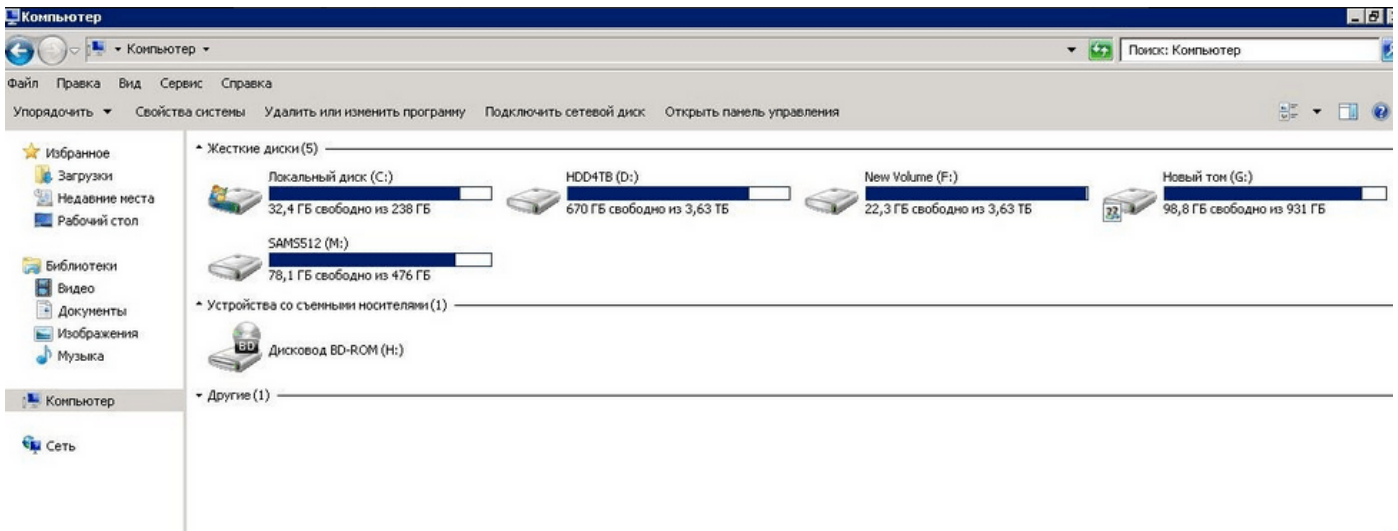 Компьютер
Компьютер
Поиск: Компьютер
Файл Правка Вид Сервис Справка
Упорядочить Свойства системы Удалить или изменить программу Подключить сетевой диск Открыть панель управления
Избранное
Загрузки
Недавние места
Рабочий стол
Библиотеки
Видео
Документы
Изображения
Музыка
Компьютер
Сеть
Жесткие диски (5)
Локальный диск (C:)
32,4 ГБ свободно из 238 ГБ
HDD4TB (D:)
670 ГБ свободно из 3,63 ТБ
New Volume (F:)
22,3 ГБ свободно из 3,63 ТБ
Новый том (G:)
98,8 ГБ свободно из 931 ГБ
SAMS512 (M:)
78,1 ГБ свободно из 476 ГБ
Устройства со съемными носителями (1)
BD
Дисковод BD-ROM (H:)
Другие (1)